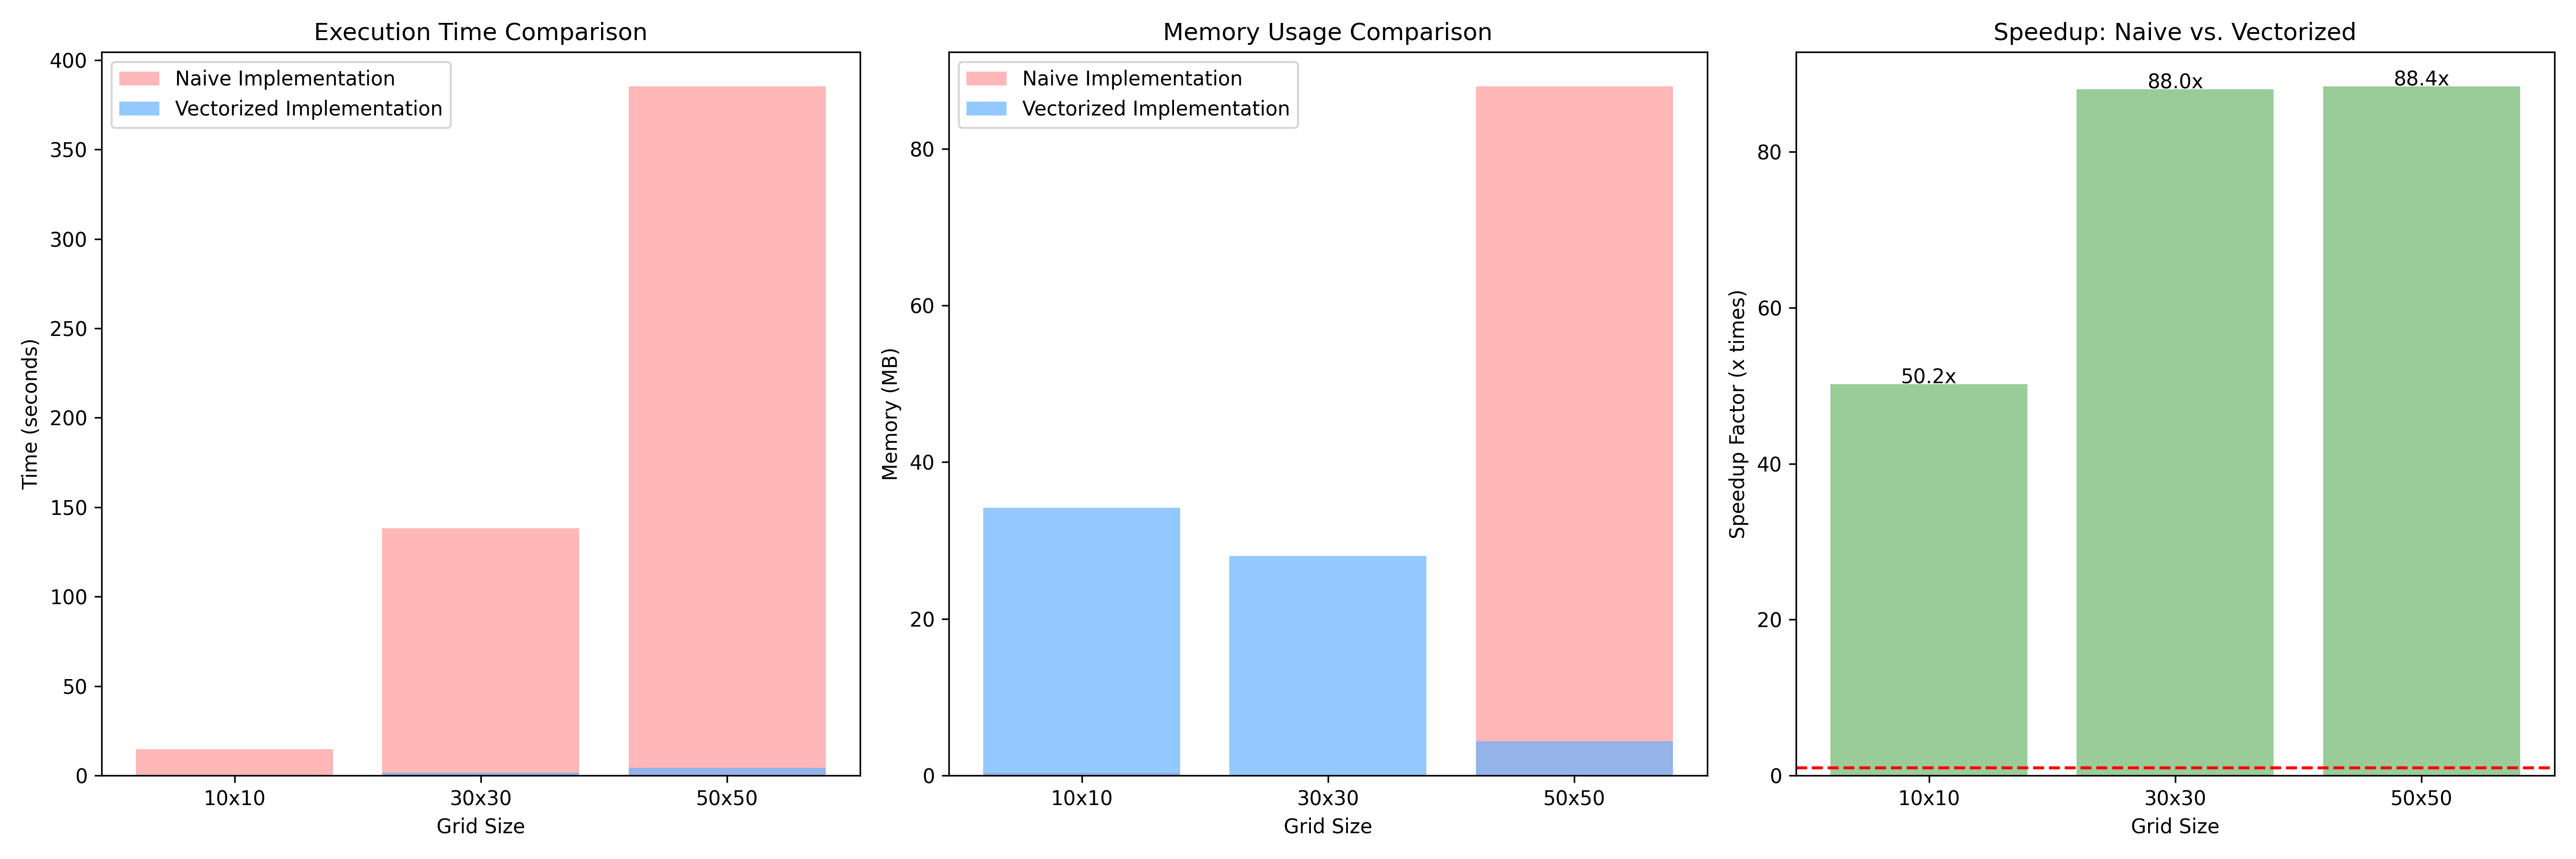 Execution Time Comparison
Naive Implementation
Vectorized Implementation
Time (seconds)
400
350
300
250
200
150
100
50
0
10x10
30x30
50x50
Grid Size
Memory Usage Comparison
Naive Implementation
Vectorized Implementation
Memory (MB)
80
60
40
20
0
10x10
30x30
50x50
Grid Size
Speedup: Naive vs. Vectorized
Speedup Factor (x times)
80
60
40
20
0
50.2x
88.0x
88.4x
10x10
30x30
50x50
Grid Size